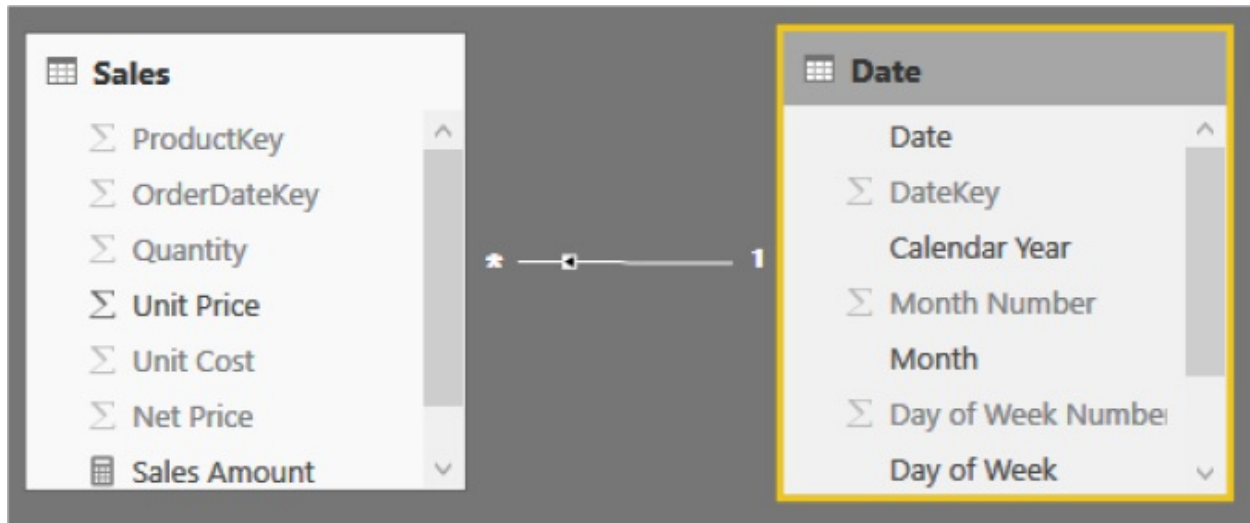 Sales
ProductKey
OrderDateKey
Quantity
Unit Price
Unit Cost
Net Price
Sales Amount
* 1
Date
Date
DateKey
Calendar Year
Month Number
Month
Day of Week Number
Day of Week